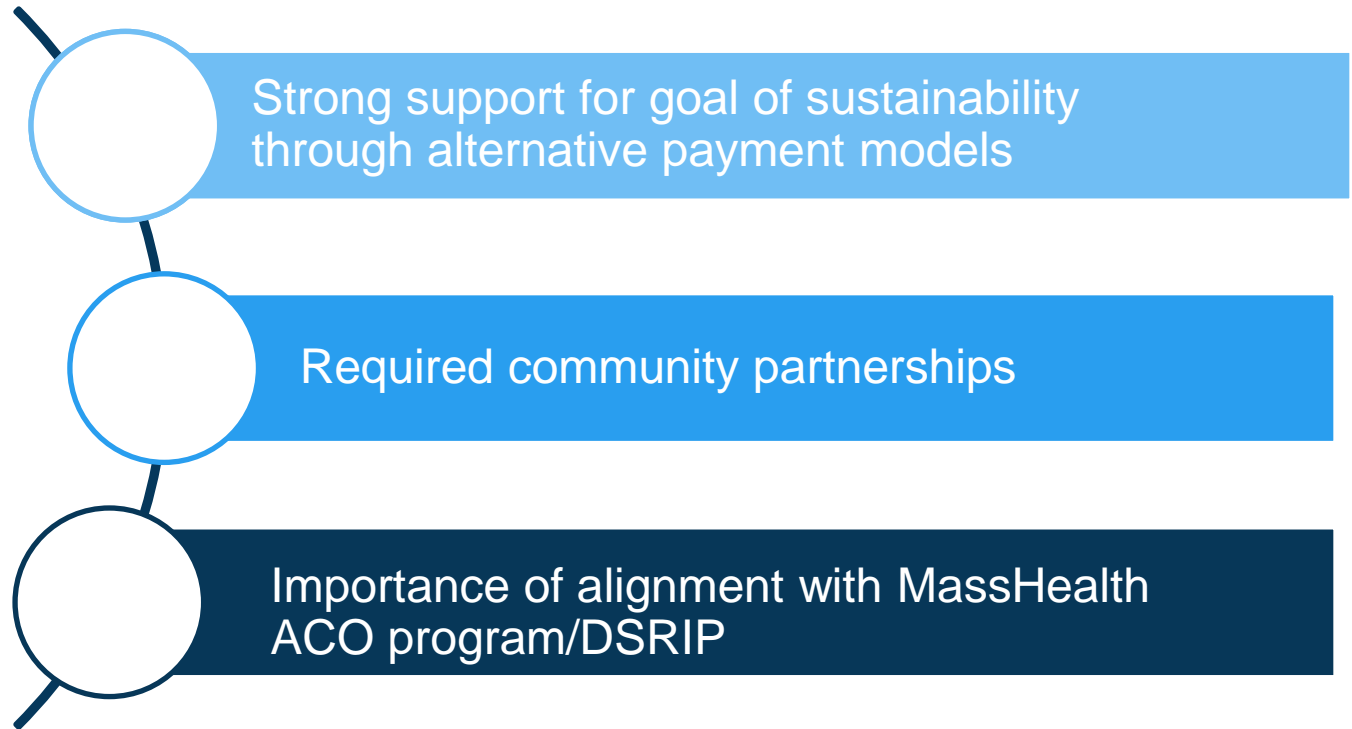 Strong support for goal of sustainability
through alternative payment models
Required community partnerships
Importance of alignment with MassHealth
ACO program/DSRIP